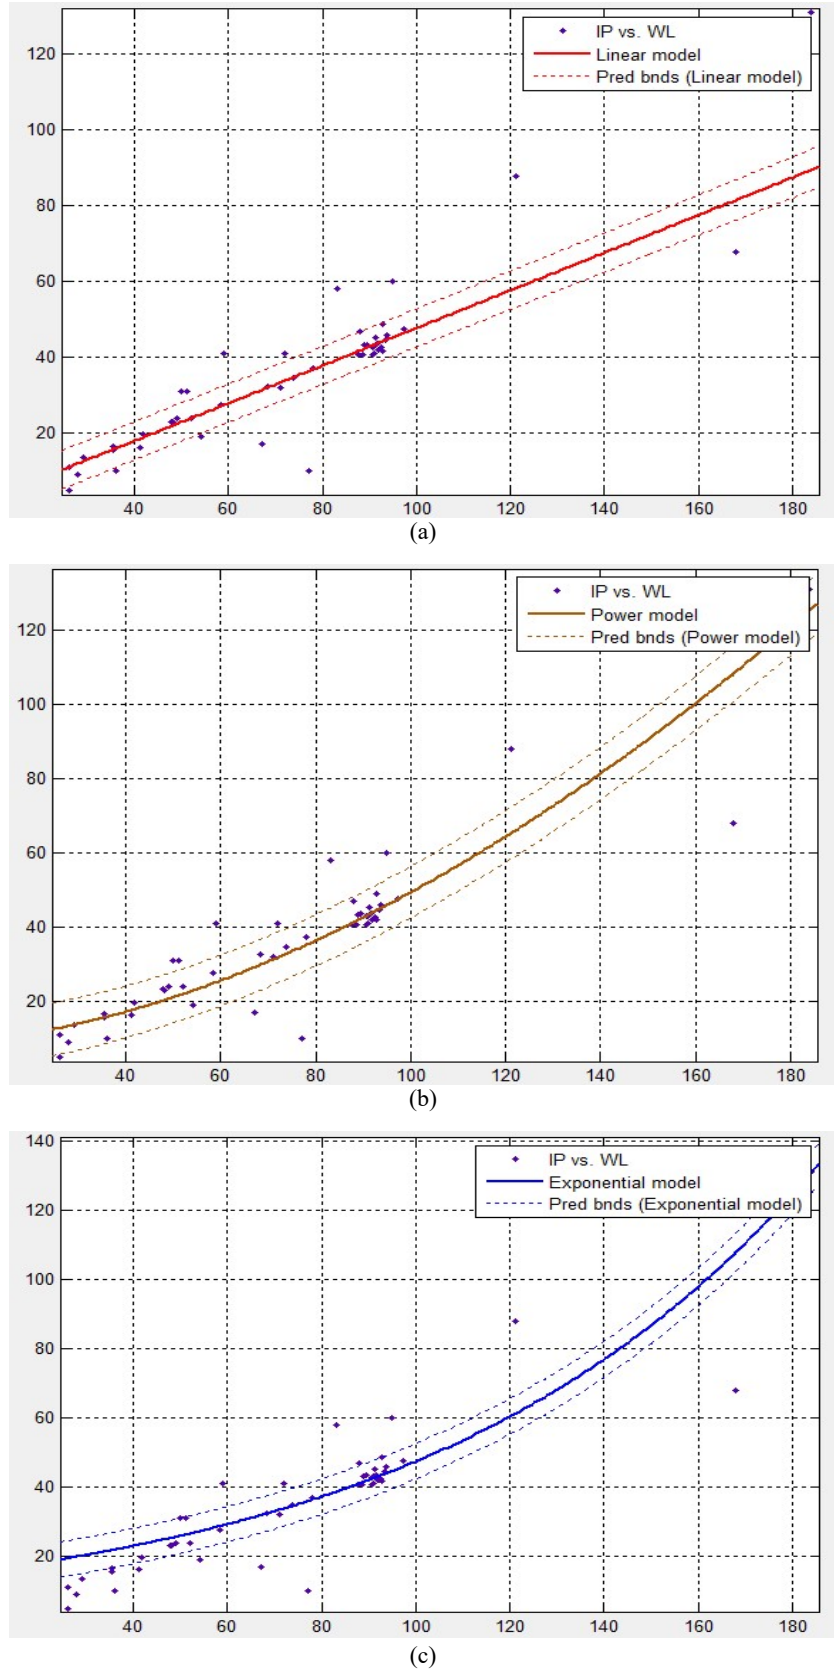 IP vs. WL
Linear model
Pred bnds (Linear model)
120
100
80
60
40
20
40 60 80 100 120 140 160 180
(a)
IP vs. WL
Power model
Pred bnds (Power model)
120
100
80
60
40
20
40 60 80 100 120 140 160 180
(b)
140
IP vs. WL
Exponential model
Pred bnds (Exponential model)
120
100
80
60
40
20
40 60 80 100 120 140 160 180
(c)